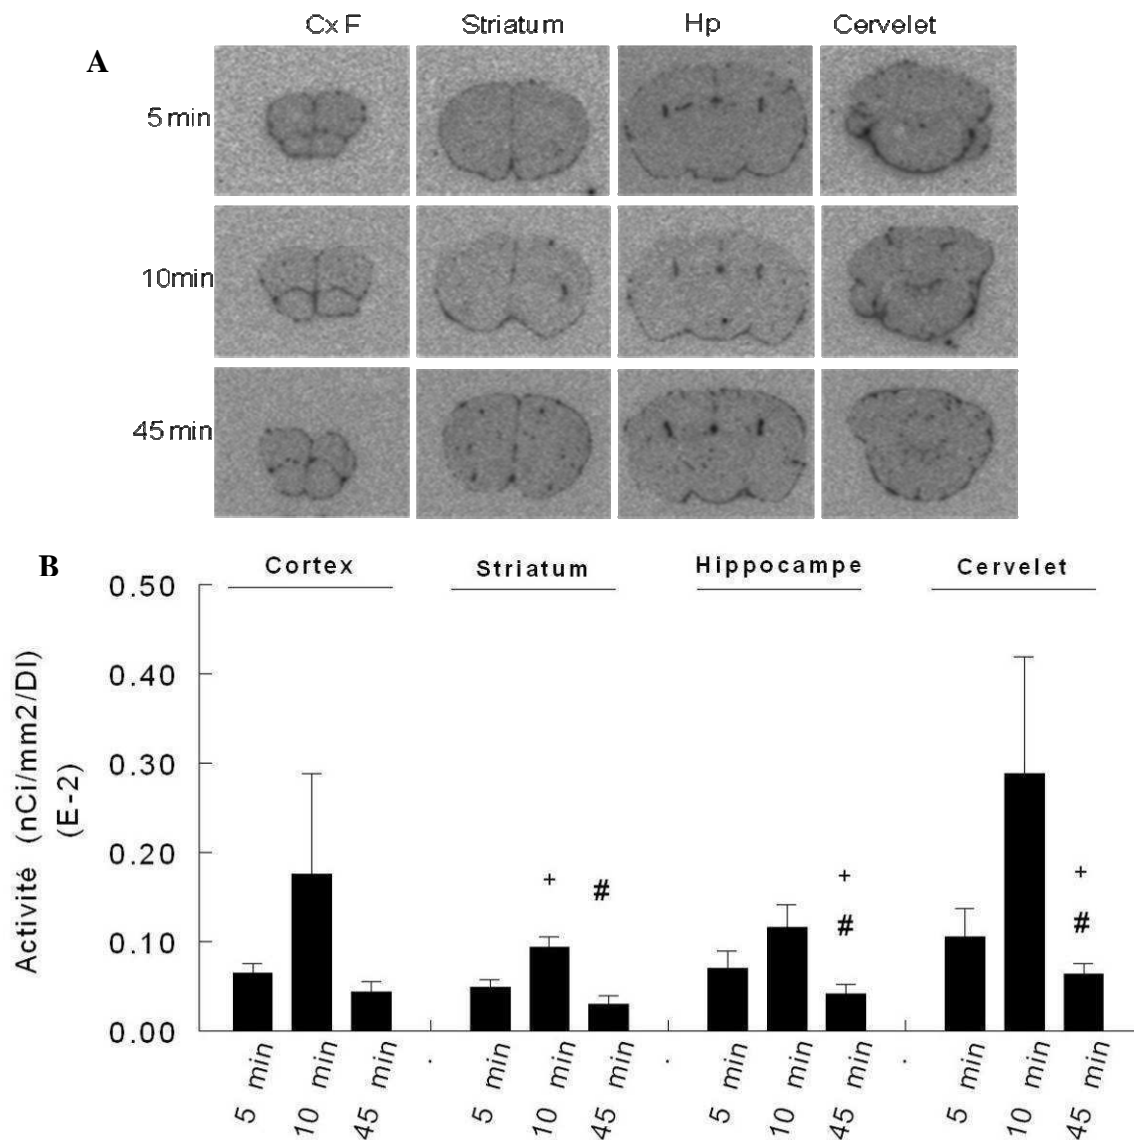 CxF Striatum Hp Cervelet
A
5 min
10min
45 min
B
Cortex Striatum Hippocampe Cervelet
Activité (nCi/mm2/DI)
(E-2)
0.50
0.40
0.30
0.20
0.10
0.00
+ # + # + #
5 min 10 min 45 min . 5 min 10 min 45 min . 5 min 10 min 45 min . 5 min 10 min 45 min